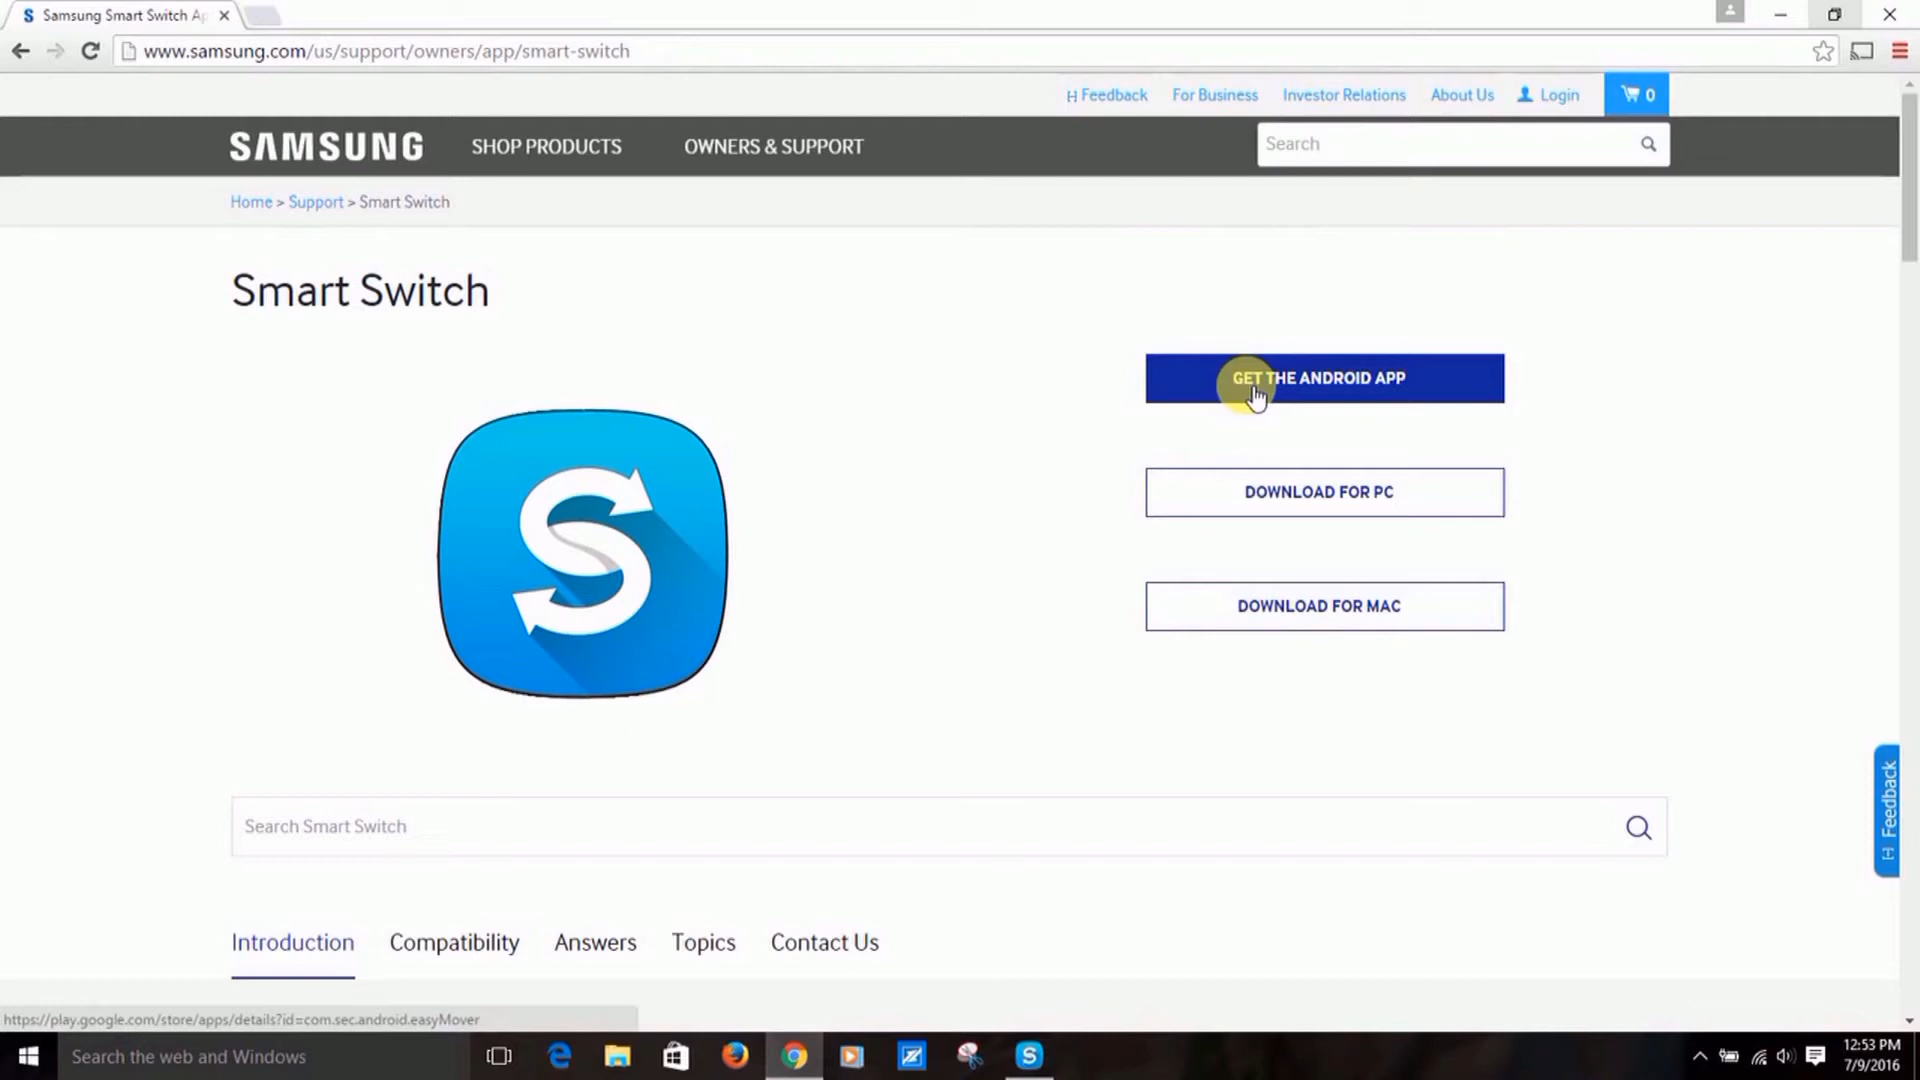 Samsung Smart Switch Ap
www.samsung.com/us/support/owners/app/smart-switch
[-] Feedback For Business Investor Relations About Us Login 0
SAMSUNG SHOP PRODUCTS OWNERS & SUPPORT Search
Home > Support > Smart Switch
Smart Switch
GET THE ANDROID APP
S
DOWNLOAD FOR PC
DOWNLOAD FOR MAC
[-] Feedback
Search Smart Switch
Introduction Compatibility Answers Topics Contact Us
https://play.google.com/store/apps/details?id=com.sec.android.easyMover
Search the web and Windows
12:53 PM
7/9/2016